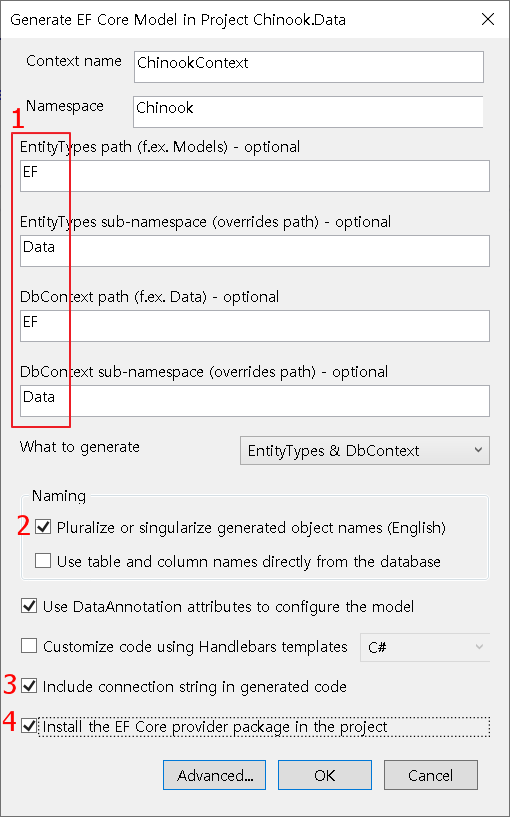 Generate EF Core Model in Project Chinook.Data
Context name ChinookContext
Namespace Chinook
1
EntityTypes path (f.ex. Models) - optional
EF
EntityTypes sub-namespace (overrides path) - optional
Data
DbContext path (f.ex. Data) - optional
EF
DbContext sub-namespace (overrides path) - optional
Data
What to generate EntityTypes & DbContext
Naming
2 Pluralize or singularize generated object names (English)
Use table and column names directly from the database
Use DataAnnotation attributes to configure the model
Customize code using Handlebars templates C#
3 Include connection string in generated code
4 Install the EF Core provider package in the project
Advanced... OK Cancel